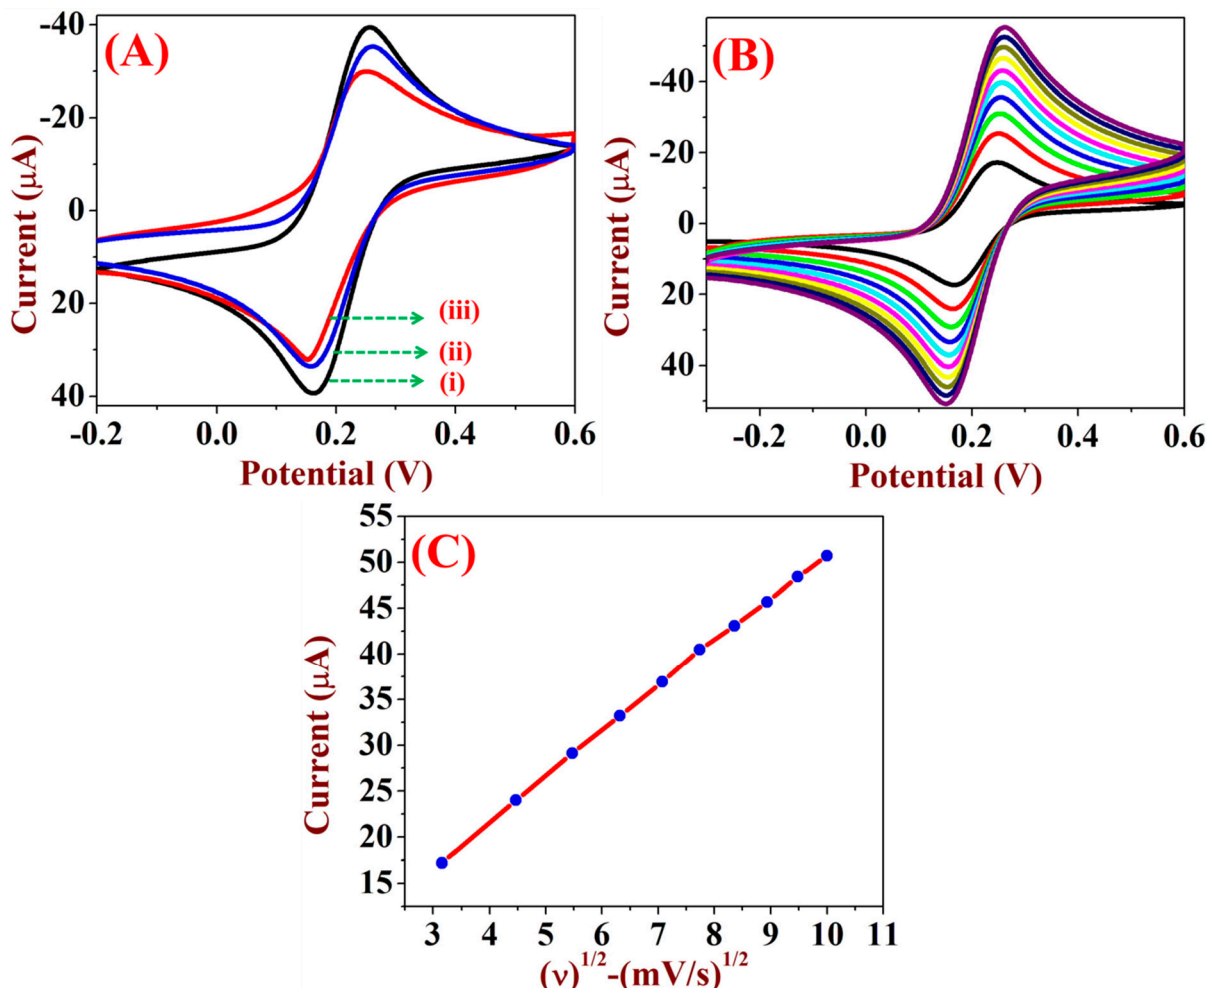 (A)
-40
-20
0
20
40
Current (μA)
(iii)
(ii)
(i)
-0.2 0.0 0.2 0.4 0.6
Potential (V)
(B)
-40
-20
0
20
40
Current (μA)
-0.2 0.0 0.2 0.4 0.6
Potential (V)
(C)
55
50
45
40
35
30
25
20
15
Current (μA)
3 4 5 6 7 8 9 10 11
(ν)^1/2-(mV/s)^1/2